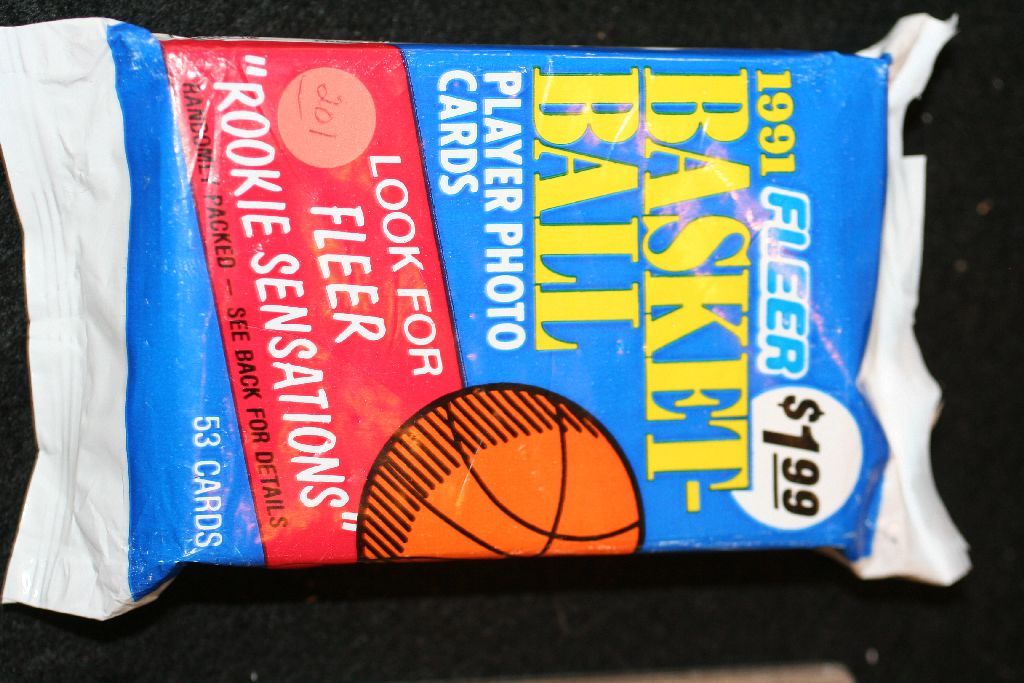 1991 FLEER
$1.99
BASKET-
BALL
PLAYER PHOTO
CARDS
LOOK FOR
FLEER
"ROOKIE SENSATIONS"
RANDOMLY PACKED — SEE BACK FOR DETAILS
53 CARDS
201